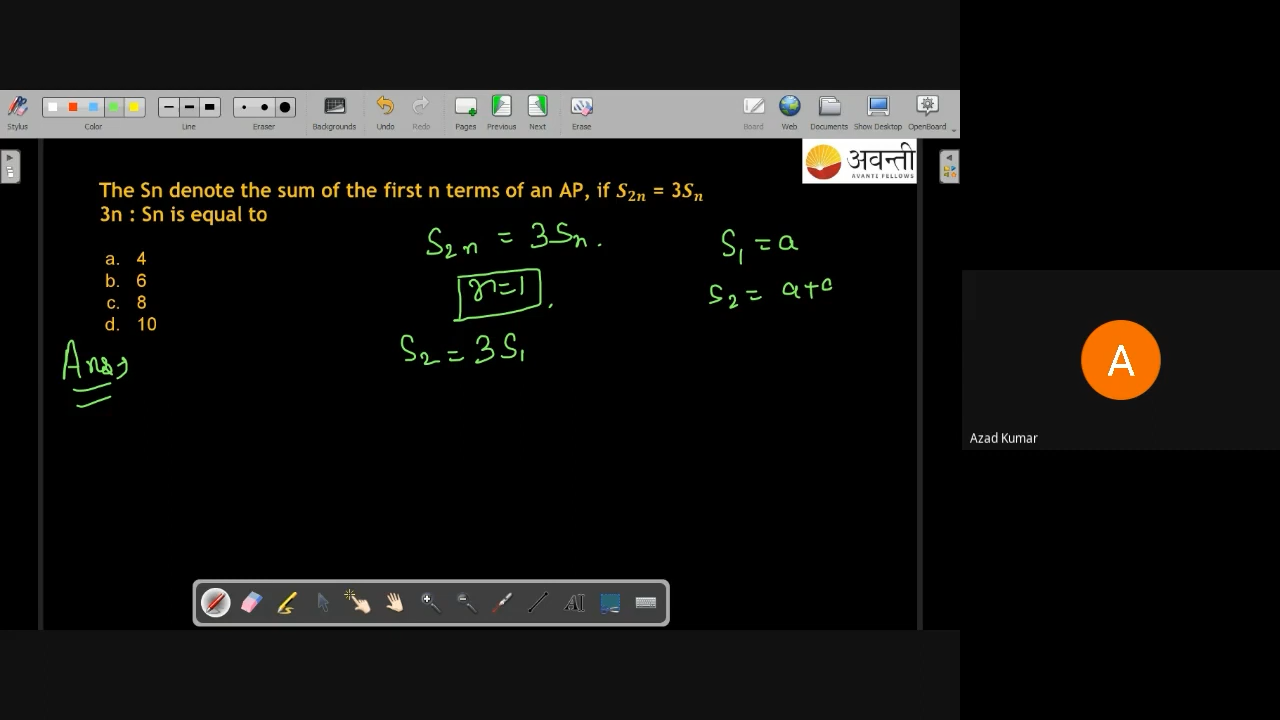 Stylus
Color
Line
Eraser
Backgrounds
Undo
Redo
Pages
Previous
Next
Erase
Board
Web
Documents
Show Desktop
OpenBoard
अवन्ती
AVANTI FELLOWS
The Sn denote the sum of the first n terms of an AP, if S₂ₙ = 3Sₙ
3n : Sn is equal to
a. 4
b. 6
c. 8
d. 10
Ans,
S₂ₙ = 3Sₙ.
n=1
S₂ = 3S₁
S₁ = a
S₂ = a+
AI
A
Azad Kumar